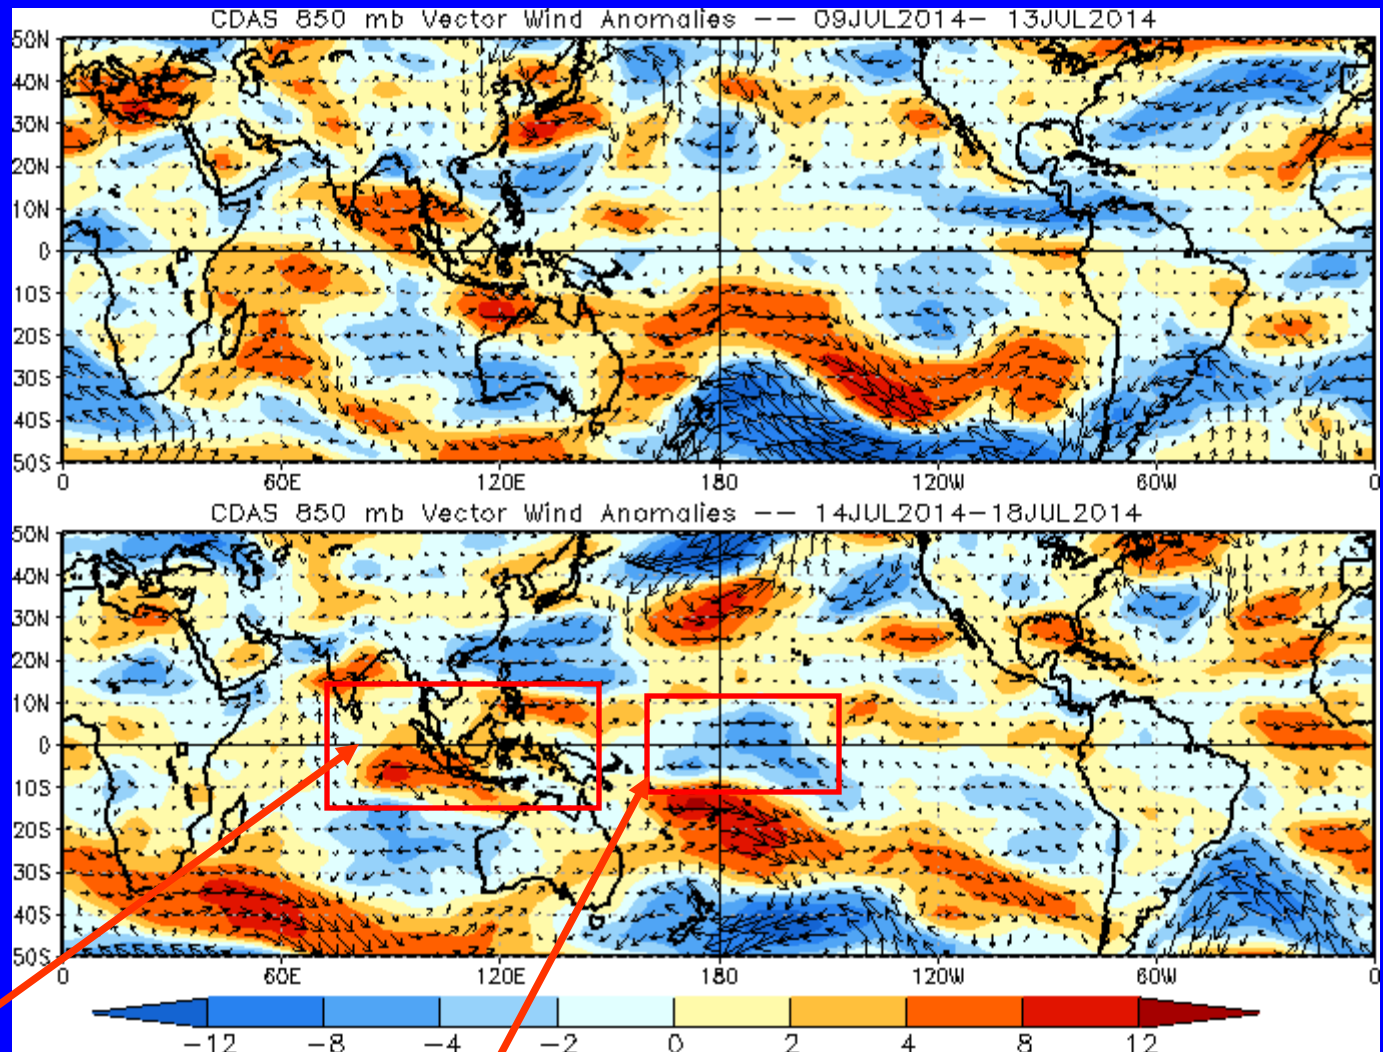 CDAS 850 mb Vector Wind Anomalies -- 09JUL2014- 13JUL2014
50N
40N
30N
20N
10N
0
10S
20S
30S
40S
50S
0 60E 120E 180 120W 60W 0
CDAS 850 mb Vector Wind Anomalies -- 14JUL2014-18JUL2014
50N
40N
30N
20N
10N
0
10S
20S
30S
40S
50S
0 60E 120E 180 120W 60W 0
-12 -8 -4 -2 0 2 4 8 12